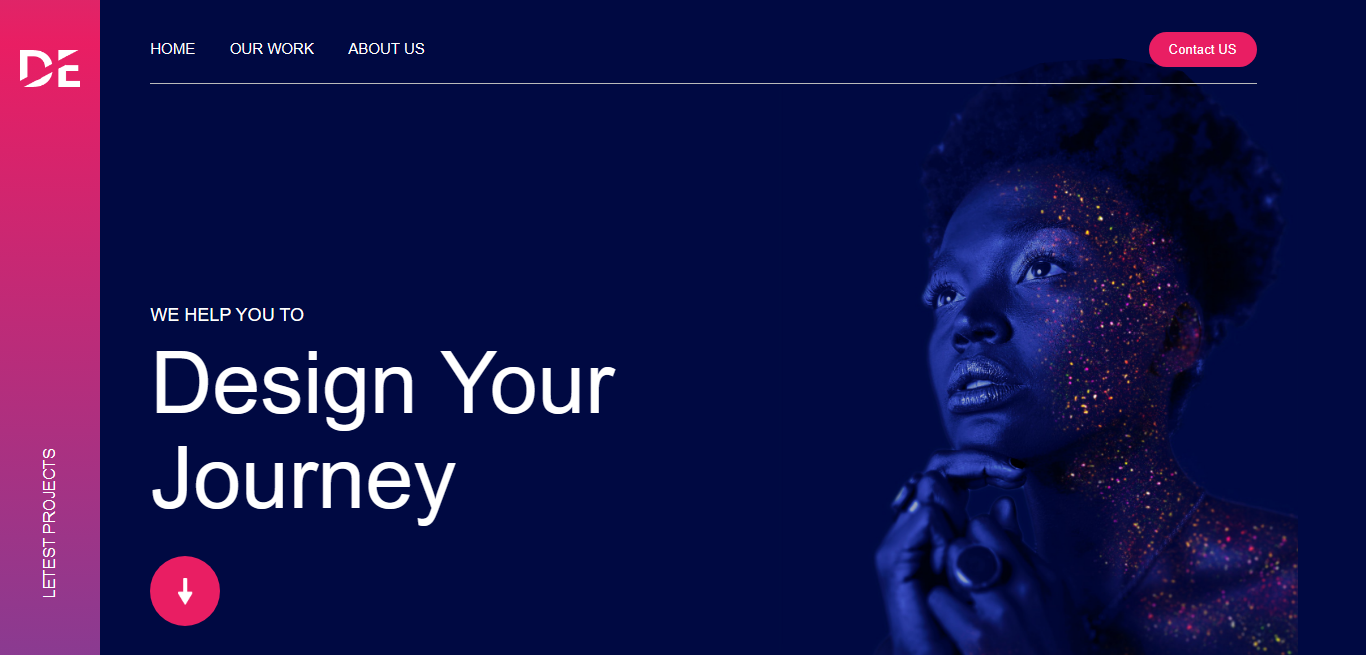 DE
HOME OUR WORK ABOUT US Contact US
WE HELP YOU TO
Design Your
Journey
LETEST PROJECTS